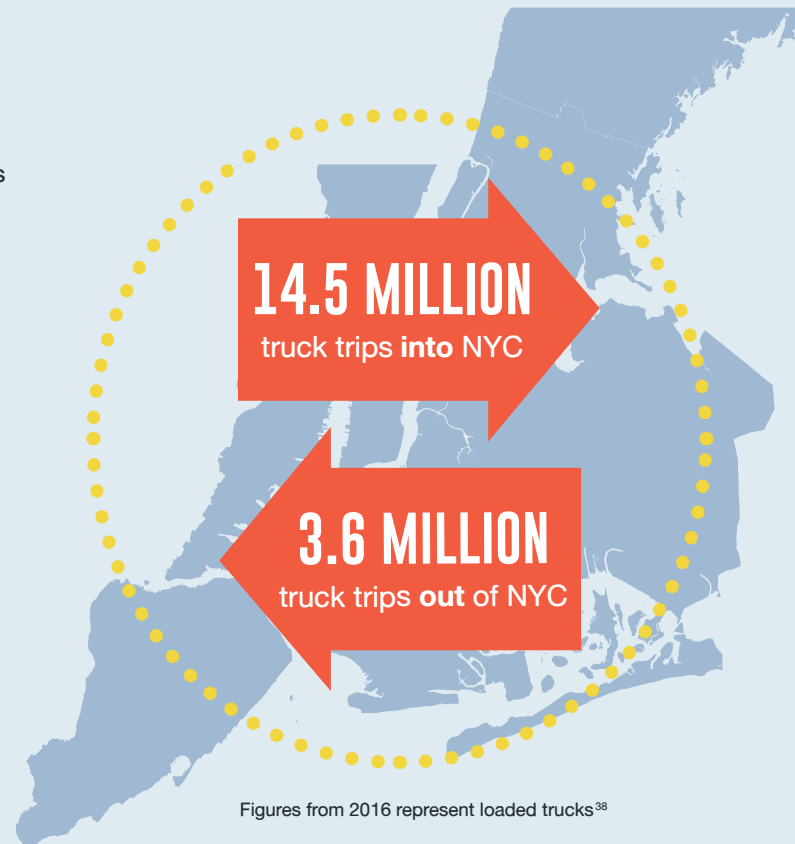 s
14.5 MILLION
truck trips into NYC
3.6 MILLION
truck trips out of NYC
Figures from 2016 represent loaded trucks38